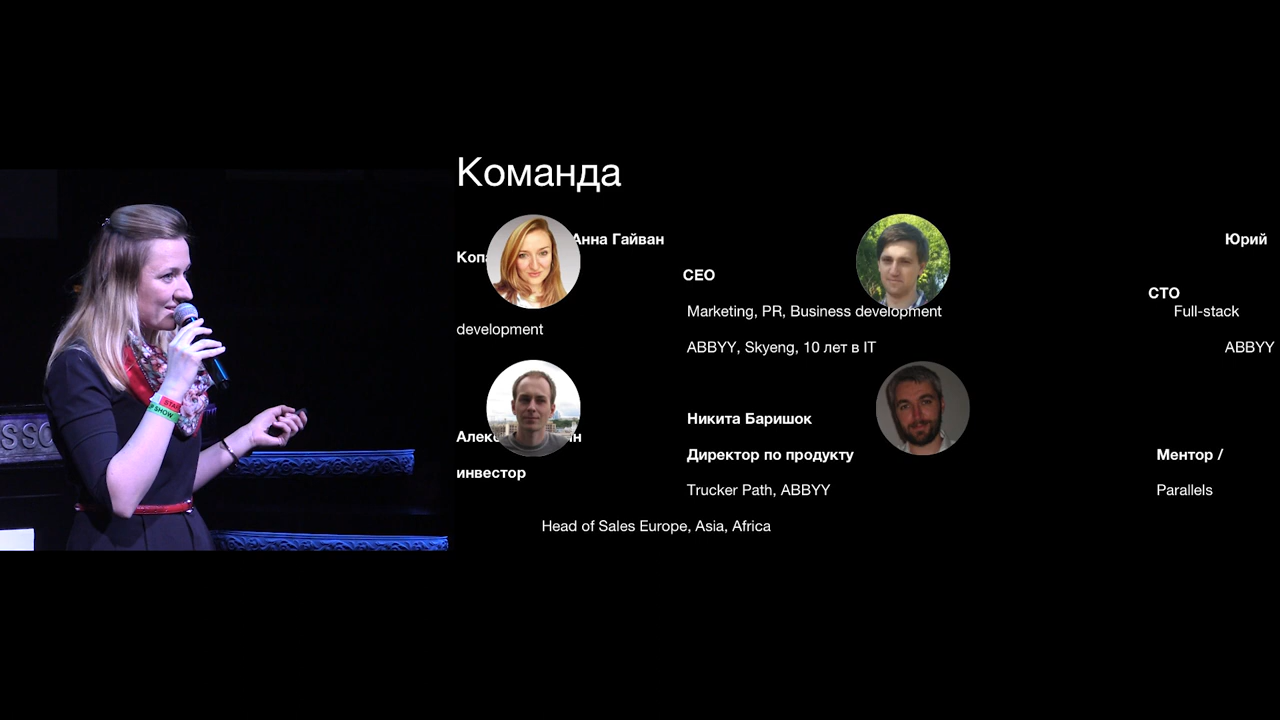 Команда
Анна Гайван
Юрий
CEO
CTO
Marketing, PR, Business development
Full-stack
development
ABBYY, Skyeng, 10 лет в IT
ABBYY
Никита Баришок
Директор по продукту
Ментор /
инвестор
Trucker Path, ABBYY
Parallels
Head of Sales Europe, Asia, Africa
SHOW